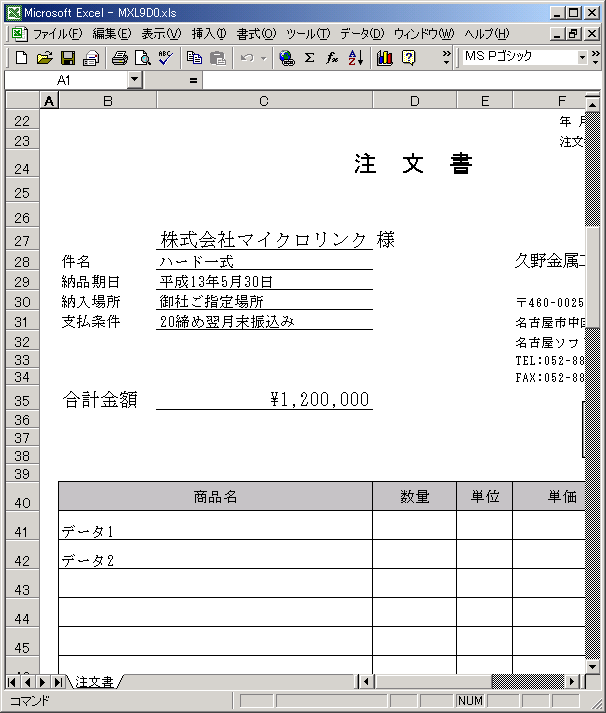 Microsoft Excel - MXL9D0.xls
ファイル(F) 編集(E) 表示(V) 挿入(I) 書式(O) ツール(T) データ(D) ウィンドウ(W) ヘルプ(H)
MS Pゴシック
A1 =
A B C D E F
22 年 月
23 注文
24 注 文 書
25
26
27 株式会社マイクロリンク 様
28 件名 ハード一式 久野金属工
29 納品期日 平成13年5月30日
30 納入場所 御社ご指定場所 〒460-0025
31 支払条件 20締め翌月末振込み 名古屋市中区
32 名古屋ソフ
33 TEL:052-88
34 FAX:052-88
35 合計金額 ¥1,200,000
36
37
38
39
40 商品名 数量 単位 単価
41 データ1
42 データ2
43
44
45
注文書
コマンド NUM